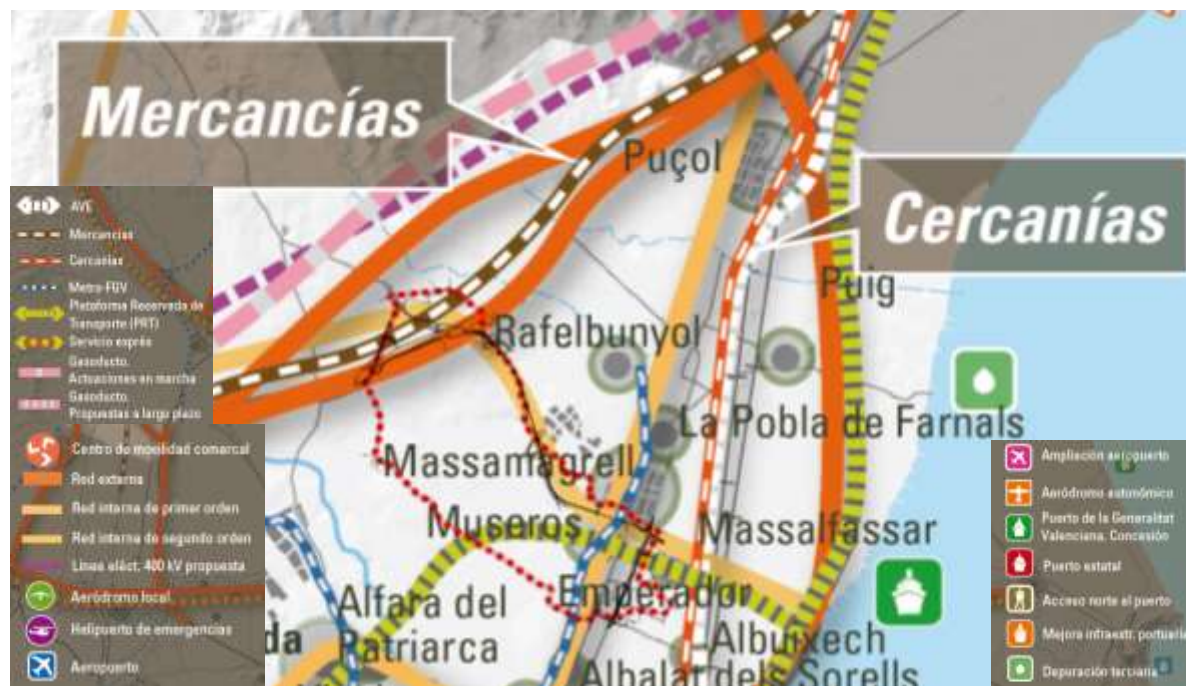 Mercancías
Puçol
Cercanías
Puig
AVE
Mercancías
Cercanías
Metro-FGV
Plataforma Reservada de
Transporte (PRT)
Servicio exprés
Gasoducto.
Actuaciones en marcha
Gasoducto.
Propuestas a largo plazo
Rafelbunyol
La Pobla de Farnals
Massamagrell
Museros
Massalfassar
Emperador
Alfara del
Patriarca
da
Albuixech
Albalat dels Sorells
Centro de movilidad comarcal
Red externa
Red interna de primer orden
Red interna de segundo orden
Línea eléct. 400 kV propuesta
Aeródromo local
Helipuerto de emergencias
Aeropuerto
Ampliación aeropuerto
Aeródromo autonómico
Puerto de la Generalitat
Valenciana. Concesión
Puerto estatal
Acceso norte al puerto
Mejora infraestr. portuaria
Depuración terciaria